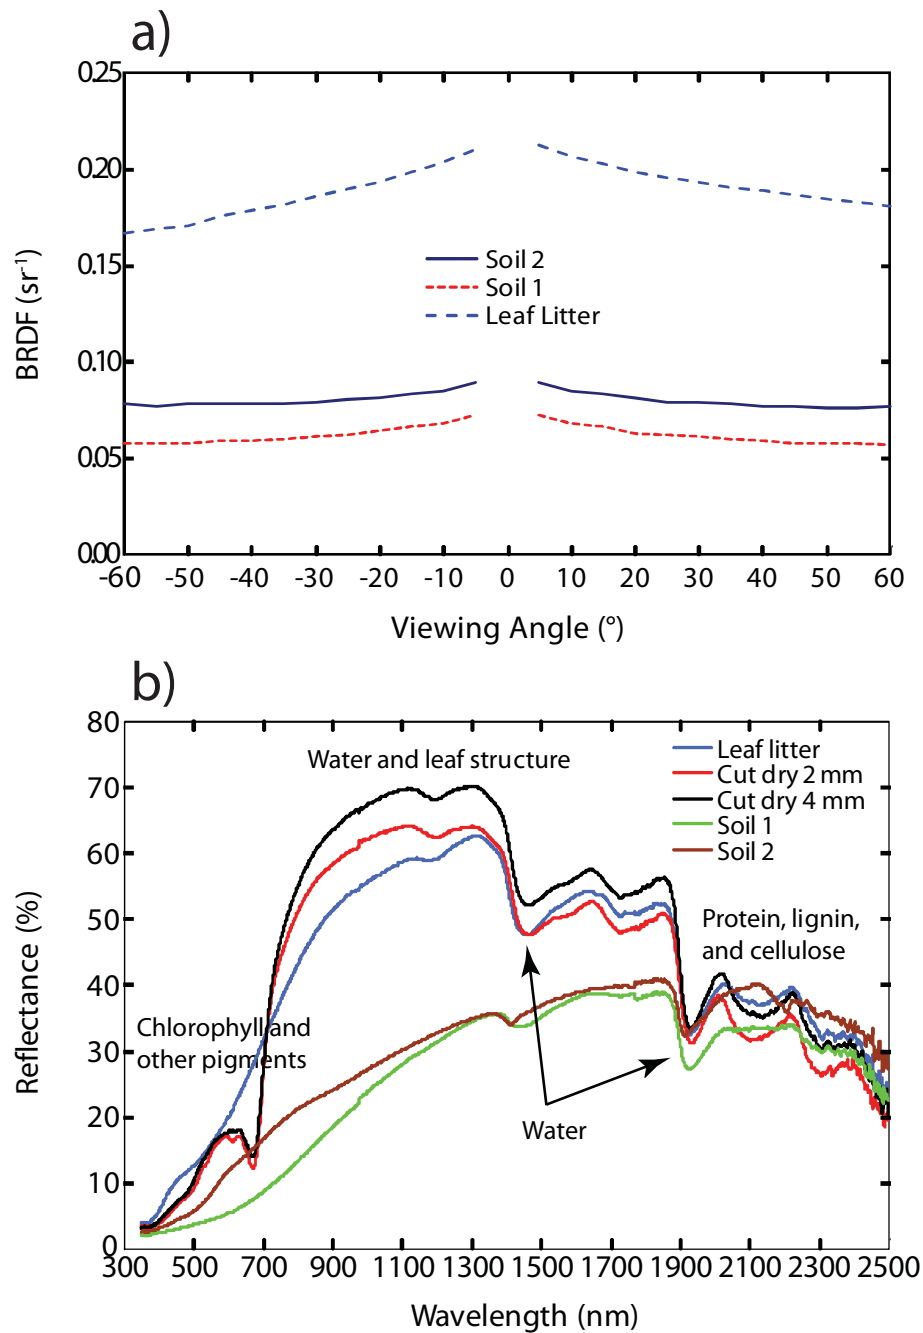 a)
0.25
0.20
0.15
0.10
0.05
0.00
BRDF (sr⁻¹)
Soil 2
Soil 1
Leaf Litter
-60 -50 -40 -30 -20 -10 0 10 20 30 40 50 60
Viewing Angle (°)
b)
80
70
60
50
40
30
20
10
0
Reflectance (%)
Water and leaf structure
Leaf litter
Cut dry 2 mm
Cut dry 4 mm
Soil 1
Soil 2
Protein, lignin,
and cellulose
Chlorophyll and
other pigments
Water
300 500 700 900 1100 1300 1500 1700 1900 2100 2300 2500
Wavelength (nm)